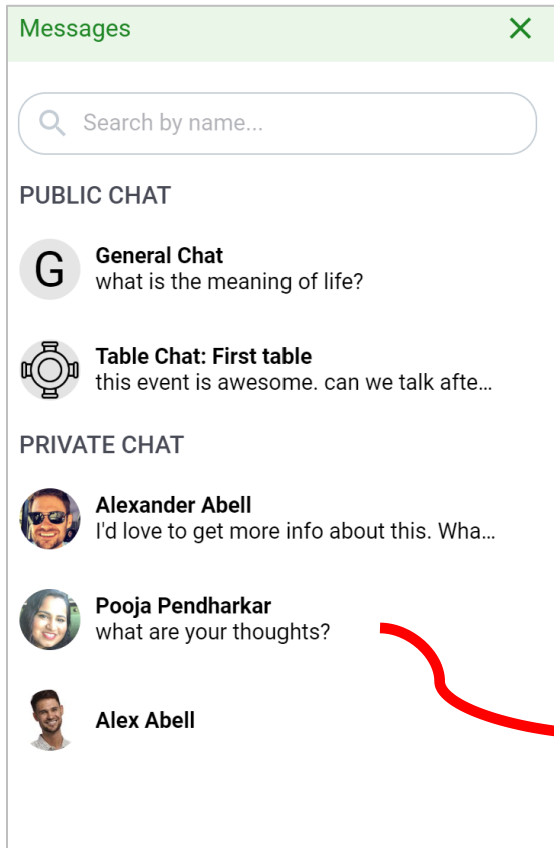 Messages
Search by name...
PUBLIC CHAT
G
General Chat
what is the meaning of life?
Table Chat: First table
this event is awesome. can we talk afte...
PRIVATE CHAT
Alexander Abell
I'd love to get more info about this. Wha...
Pooja Pendharkar
what are your thoughts?
Alex Abell